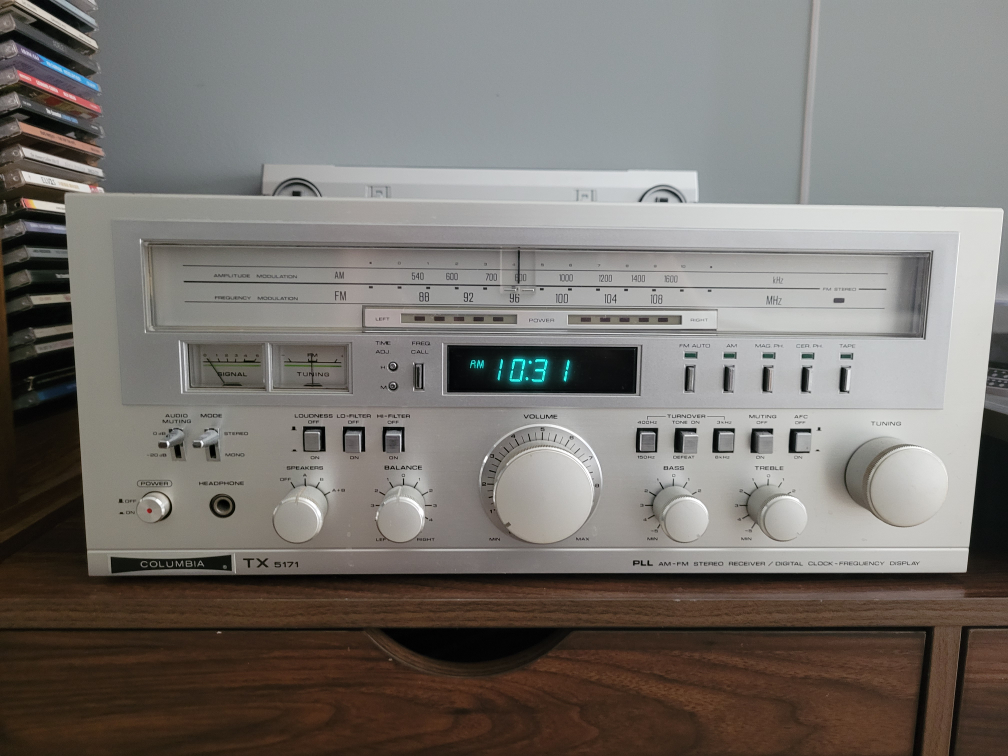 AMPLITUDE MODULATION AM 540 600 700 800 1000 1200 1400 1600 kHz
FM STEREO
FREQUENCY MODULATION FM 88 92 96 100 104 108 MHz
LEFT POWER RIGHT
TIME ADJ
FREQ CALL
H
M
SIGNAL
TUNING
AM 10:31
FM AUTO AM MAG PH CER PH TAPE
AUDIO MUTING
0dB
-20dB
MODE
STEREO
MONO
LOUDNESS LO-FILTER HI-FILTER
OFF OFF OFF
ON ON ON
VOLUME
MIN MAX
TURNOVER
400Hz TONE ON 3kHz
150Hz DEFEAT 6kHz
MUTING AFC
OFF OFF
ON ON
TUNING
POWER
OFF
ON
HEADPHONE
SPEAKERS
OFF A A+B
BALANCE
LEFT RIGHT
BASS
MIN
TREBLE
MIN
COLUMBIA TX 5171
PLL AM-FM STEREO RECEIVER / DIGITAL CLOCK-FREQUENCY DISPLAY